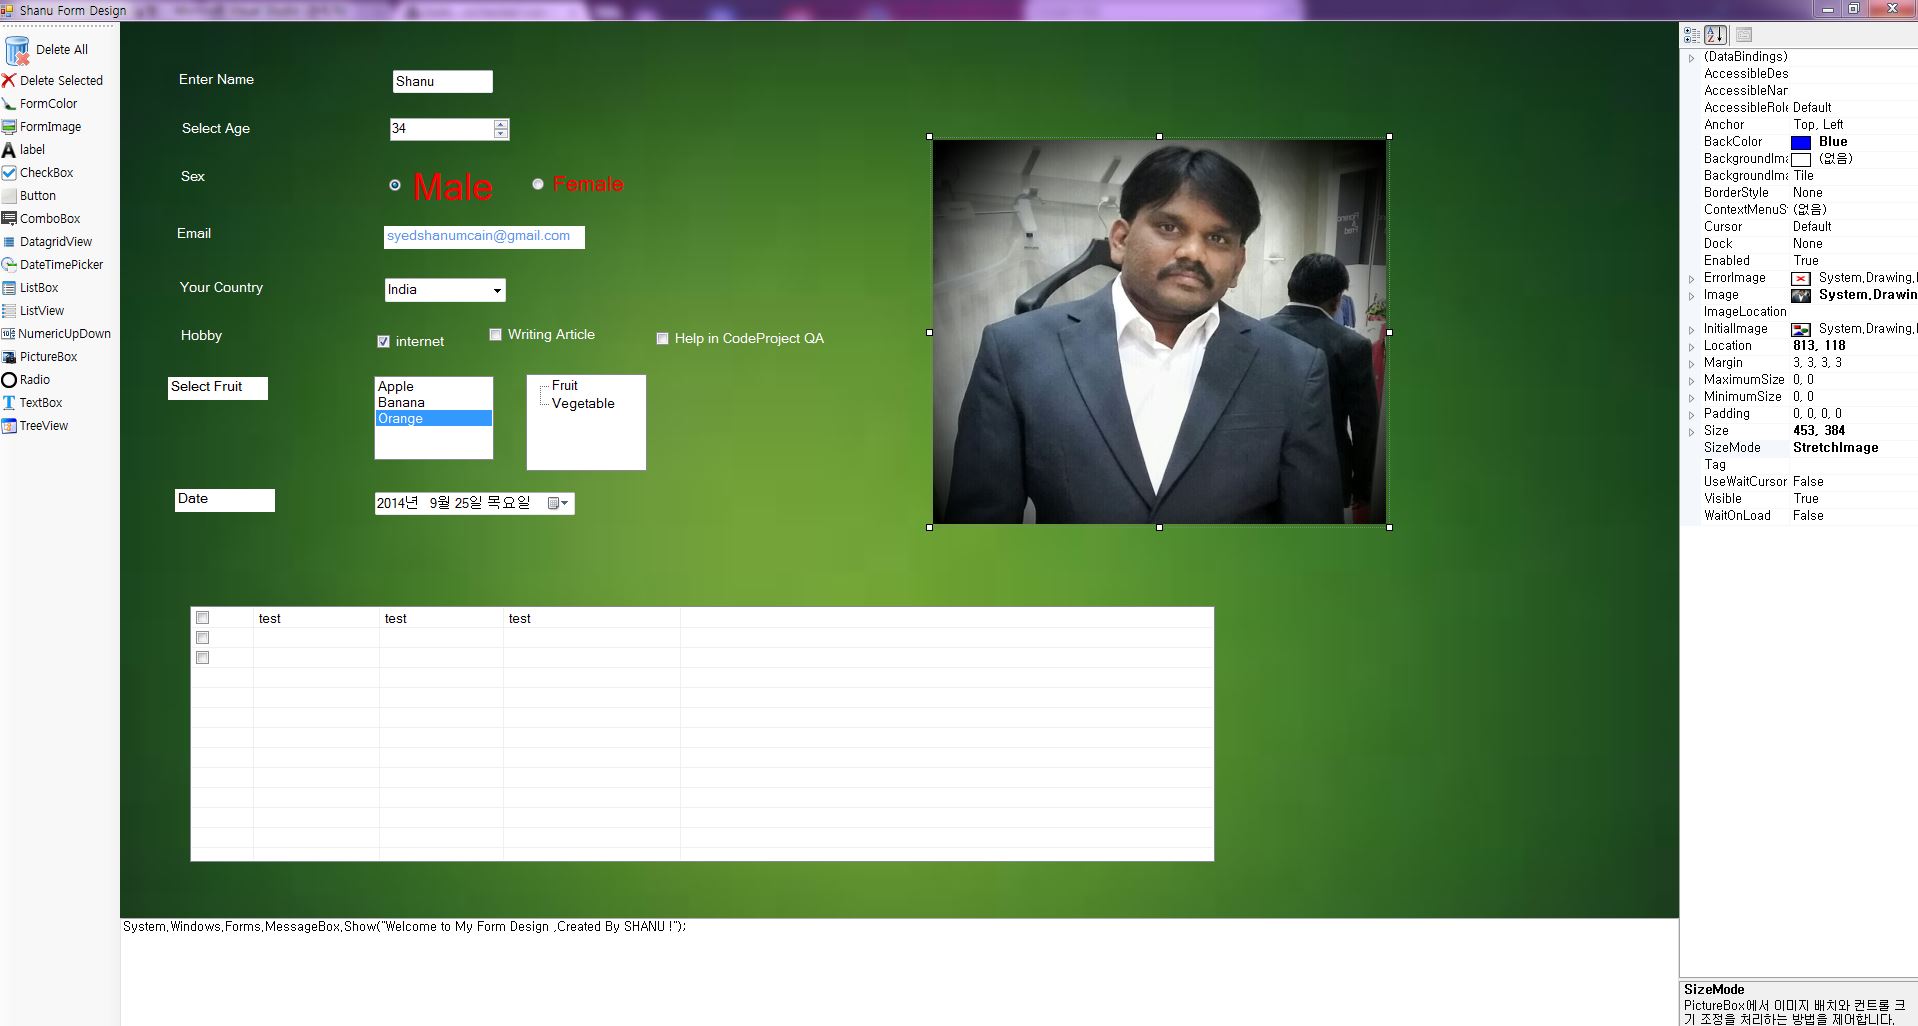 Shanu Form Design
Delete All
Delete Selected
FormColor
FormImage
label
CheckBox
Button
ComboBox
DatagridView
DateTimePicker
ListBox
ListView
NumericUpDown
PictureBox
Radio
TextBox
TreeView
Enter Name
Shanu
Select Age
34
Sex
Male
Female
Email
syedshanumcain@gmail.com
Your Country
India
Hobby
internet
Writing Article
Help in CodeProject QA
Select Fruit
Apple
Banana
Orange
Fruit
Vegetable
Date
2014년 9월 25일 목요일
test test test
System.Windows.Forms.MessageBox.Show("Welcome to My Form Design ,Created By SHANU !");
(DataBindings)
AccessibleDes
AccessibleNar
AccessibleRole Default
Anchor Top, Left
BackColor Blue
BackgroundIma (없음)
BackgroundIma Tile
BorderStyle None
ContextMenuS (없음)
Cursor Default
Dock None
Enabled True
ErrorImage System.Drawing.I
Image System.Drawin
ImageLocation
InitialImage System.Drawing.I
Location 813, 118
Margin 3, 3, 3, 3
MaximumSize 0, 0
MinimumSize 0, 0
Padding 0, 0, 0, 0
Size 453, 384
SizeMode StretchImage
Tag
UseWaitCursor False
Visible True
WaitOnLoad False
SizeMode
PictureBox에서 이미지 배치와 컨트롤 크
기 조정을 처리하는 방법을 제어합니다.